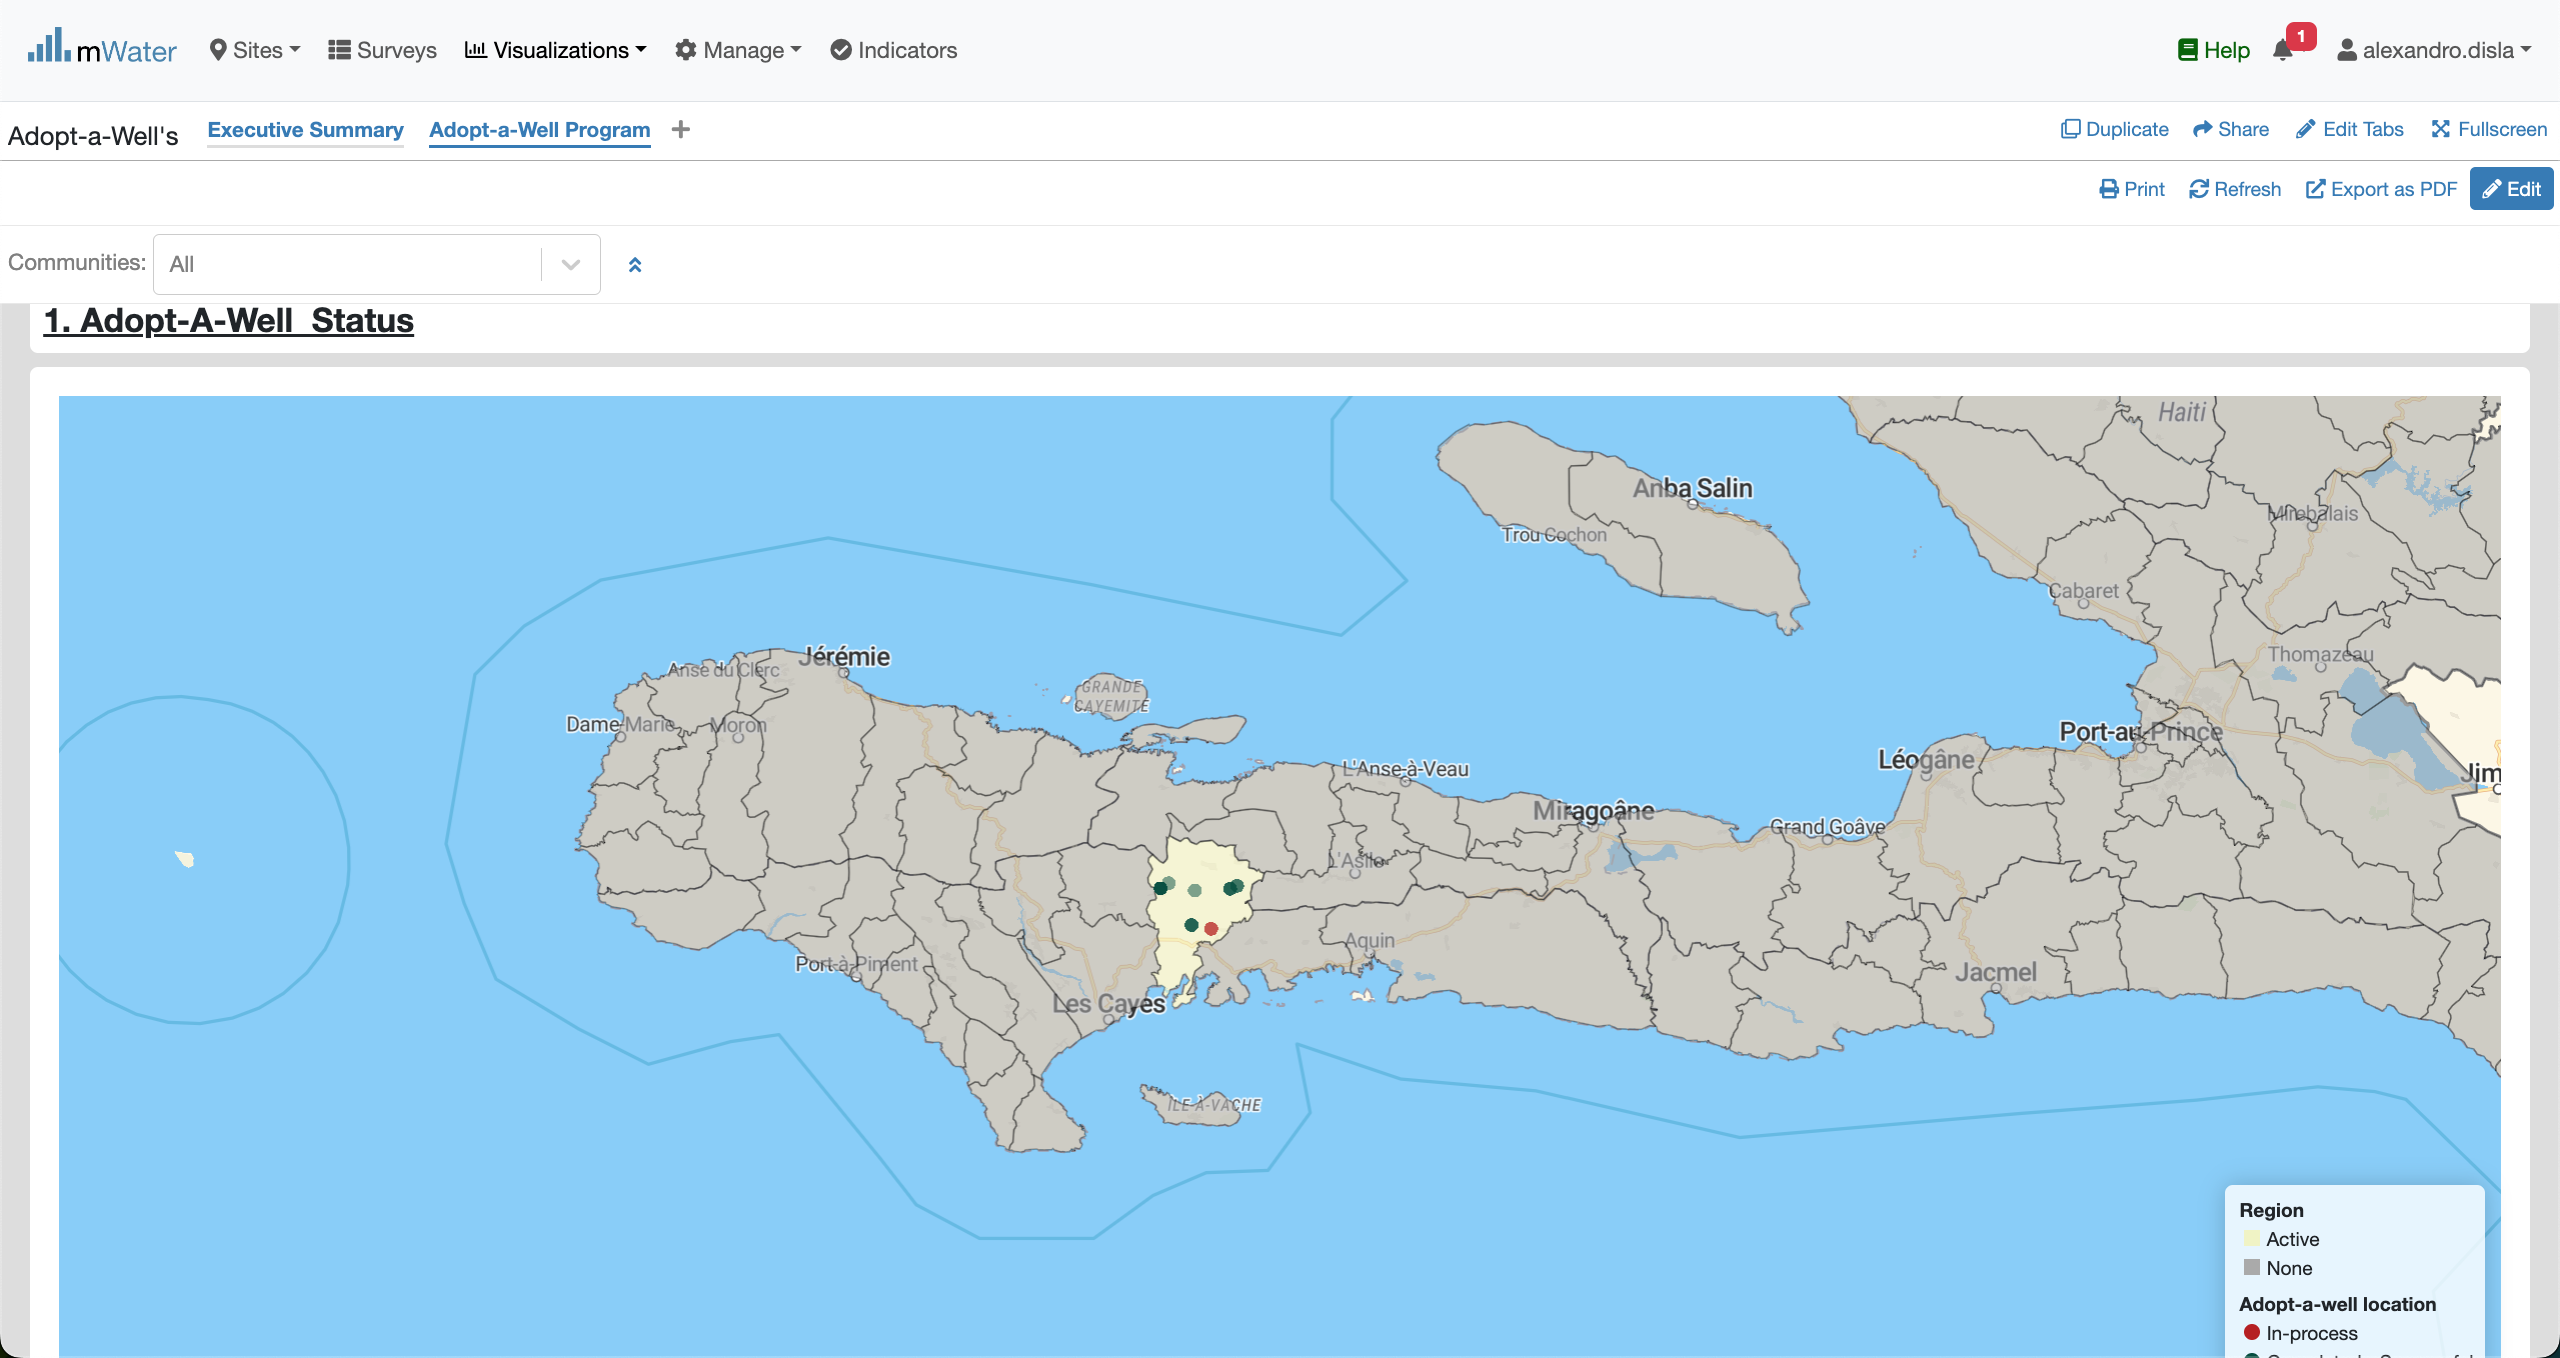 mWater Sites Surveys Visualizations Manage Indicators Help 1 alexandro.disla
Adopt-a-Well's Executive Summary Adopt-a-Well Program + Duplicate Share Edit Tabs Fullscreen
Print Refresh Export as PDF Edit
Communities: All
1. Adopt-A-Well Status
Haiti
Anba Salin
Mirebalais
Trou Cochon
Cabaret
Jérémie
Thomazeau
Anse du Clerc
GRANDE
CAYEMITE
Dame-Marie
Moron
Port-au-Prince
Léogâne
L'Anse-à-Veau
Jim
Miragoâne
Grand Goâve
L'Asile
Aquin
Port-à-Piment
Jacmel
Les Cayes
ÎLE-À-VACHE
Region
Active
None
Adopt-a-well location
In-process